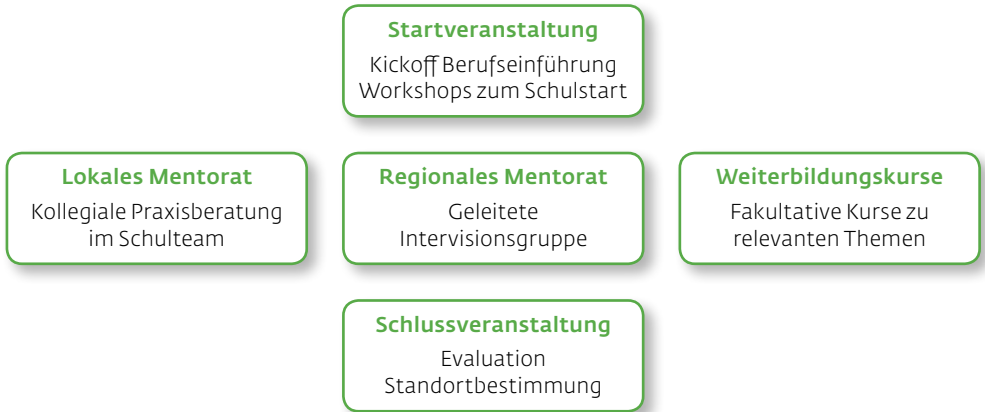 Startveranstaltung
Kickoff Berufseinführung
Workshops zum Schulstart
Lokales Mentorat
Kollegiale Praxisberatung
im Schulteam
Regionales Mentorat
Geleitete
Intervisionsgruppe
Weiterbildungskurse
Fakultative Kurse zu
relevanten Themen
Schlussveranstaltung
Evaluation
Standortbestimmung